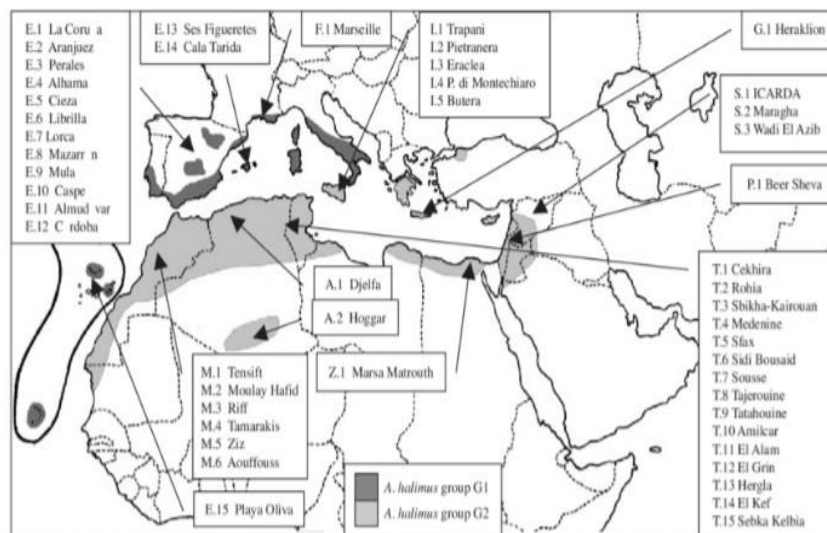 E.1 La Coru a
E.2 Aranjuez
E.3 Perales
E.4 Alhama
E.5 Cieza
E.6 Librilla
E.7 Lorca
E.8 Mazarr n
E.9 Mula
E.10 Caspe
E.11 Almud var
E.12 C rdoba
E.13 Ses Figueretes
E.14 Cala Tarida
F.1 Marseille
I.1 Trapani
I.2 Pietranera
I.3 Eraclea
I.4 P. di Montechiaro
I.5 Butera
G.1 Heraklion
S.1 ICARDA
S.2 Maragha
S.3 Wadi El Azib
P.1 Beer Sheva
A.1 Djelfa
A.2 Hoggar
M.1 Tensift
M.2 Moulay Hafid
M.3 Riff
M.4 Tamarakis
M.5 Ziz
M.6 Aouffouss
Z.1 Marsa Matrouth
T.1 Cekhira
T.2 Rohia
T.3 Sbikha-Kairouan
T.4 Medenine
T.5 Sfax
T.6 Sidi Bousaid
T.7 Sousse
T.8 Tajerouine
T.9 Tatahouine
T.10 Amilcar
T.11 El Alam
T.12 El Grin
T.13 Hergla
T.14 El Kef
T.15 Sebka Kelbia
E.15 Playa Oliva
A. halimus group G1
A. halimus group G2